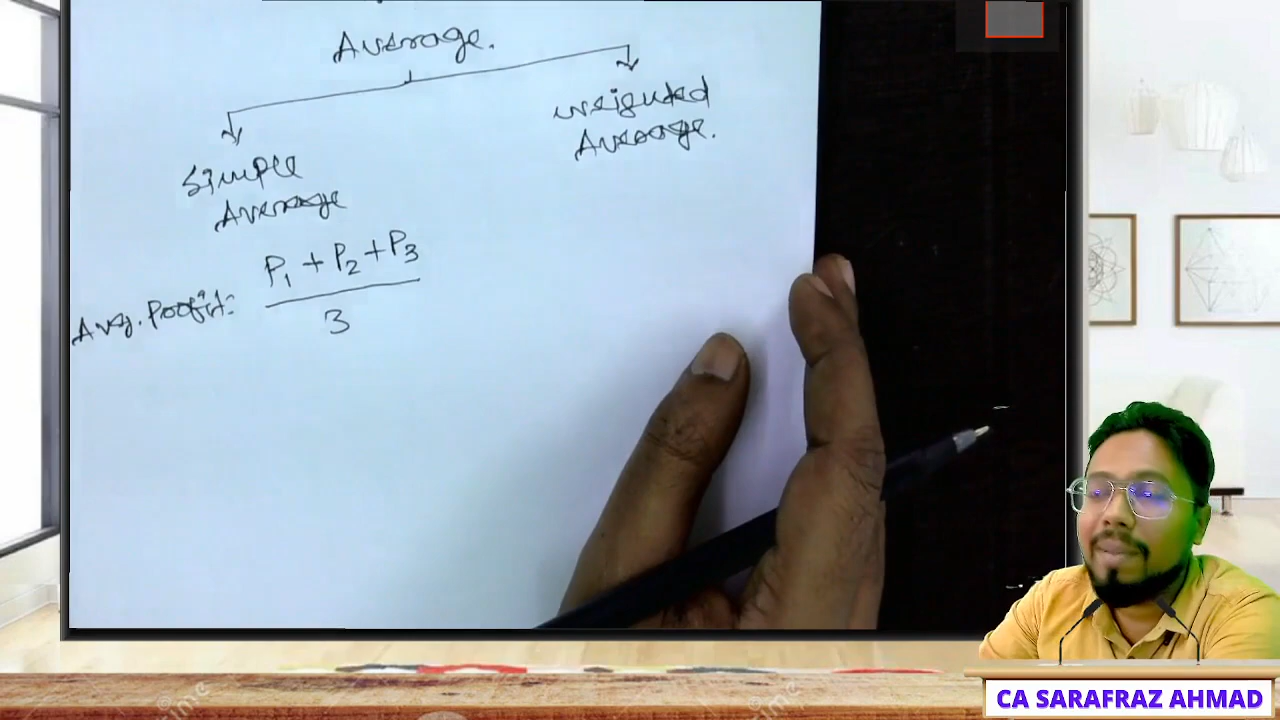 Average.
Simple
Average
weighted
Average.
Avg. Profit:
P₁ + P₂ + P₃
3
CA SARAFRAZ AHMAD